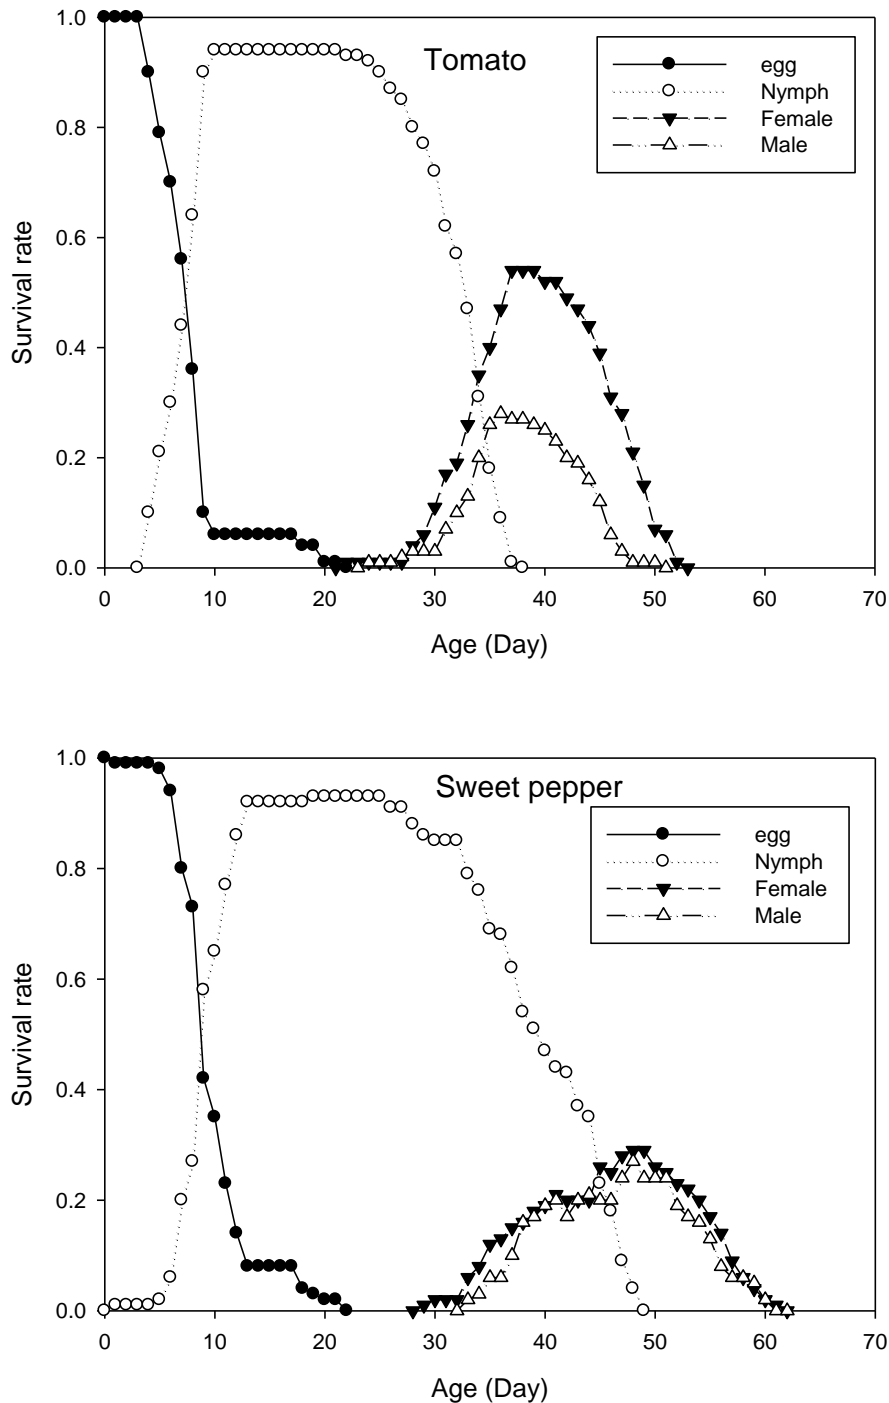 1.0
Tomato
egg
Nymph
Female
Male
0.8
0.6
0.4
0.2
0.0
Survival rate
0 10 20 30 40 50 60 70
Age (Day)
1.0
Sweet pepper
egg
Nymph
Female
Male
0.8
0.6
0.4
0.2
0.0
Survival rate
0 10 20 30 40 50 60 70
Age (Day)